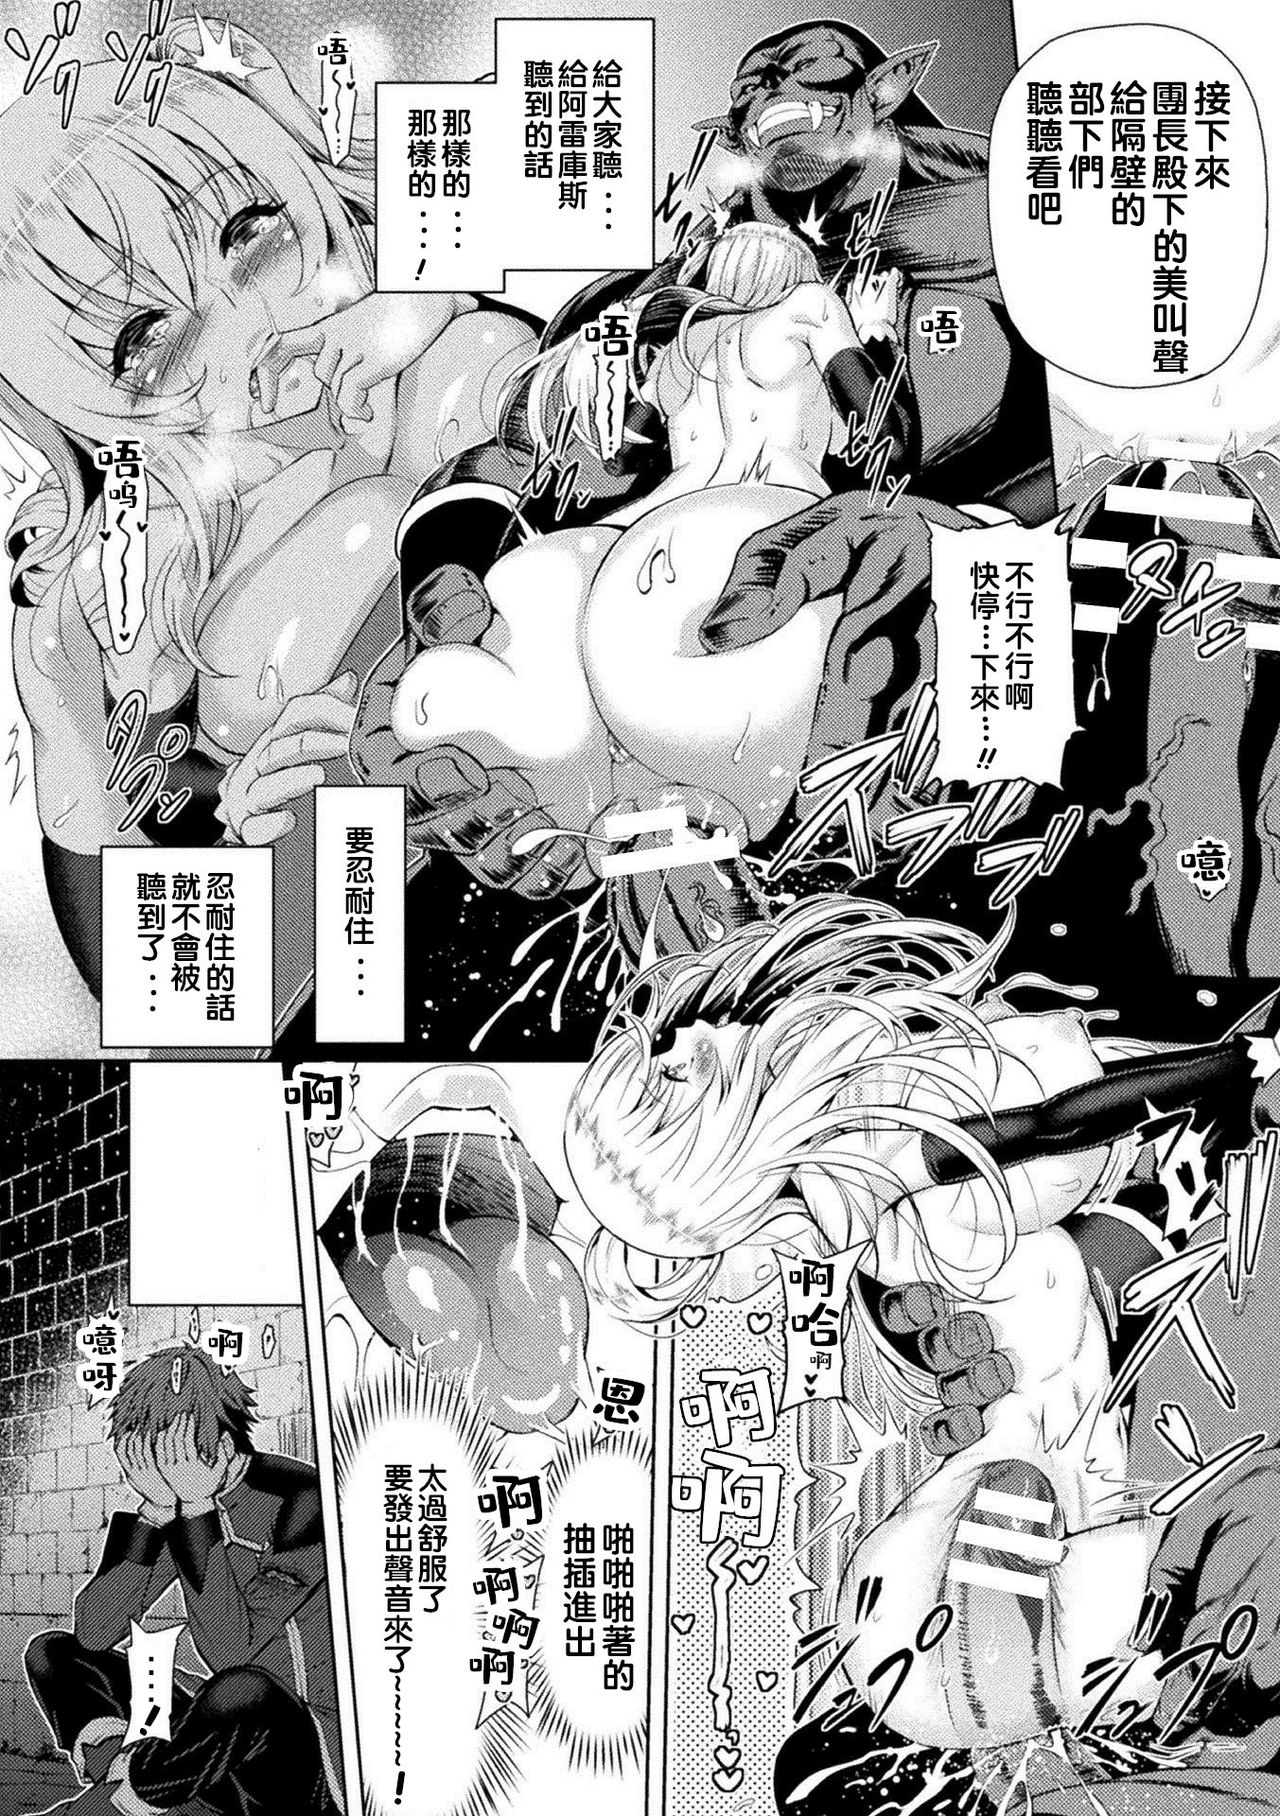 接下來
團長殿下的美叫聲
給隔壁的
部下們
聽聽看吧
唔
不行不行啊
快停…下來…!!
噫
給大家聽…
給阿雷庫斯
聽到的話
那樣的…
那樣的…!
唔
唔
唔嗚
要忍耐住…
忍耐住的話
就不會被
聽到了…
啊哈
啊
啊啊
啪啪啪著的
抽插進出
恩
啊
啊
啊啊
啊
太過舒服了
要發出聲音來了~~~~~!
啊
噫呀
…!